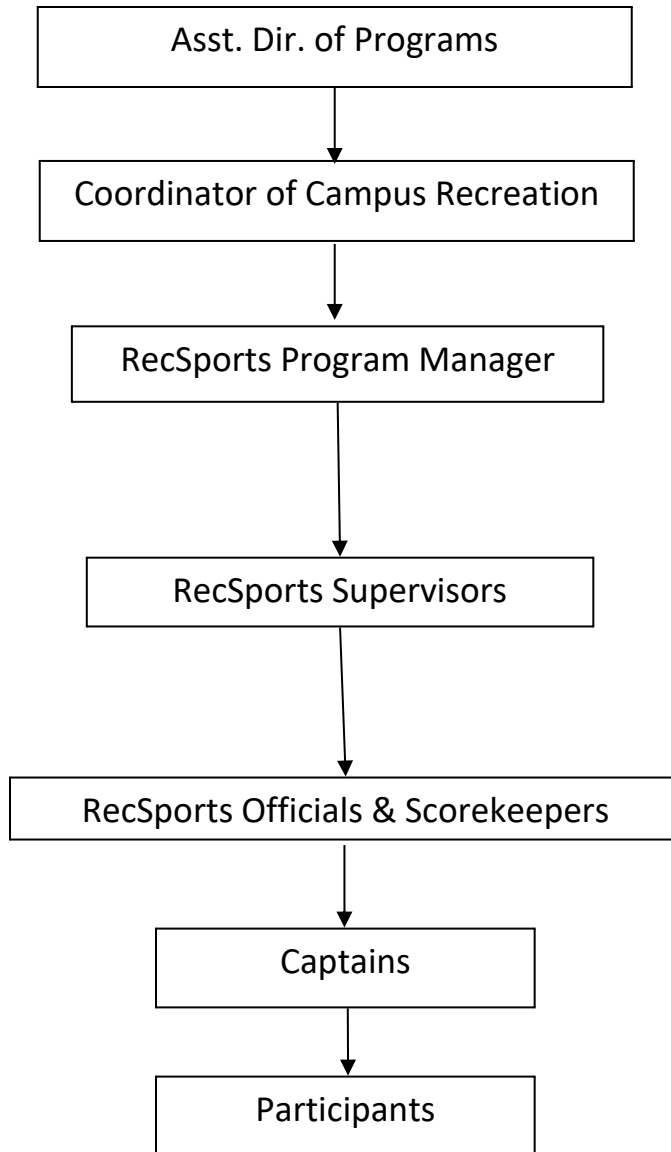 Asst. Dir. of Programs
Coordinator of Campus Recreation
RecSports Program Manager
RecSports Supervisors
RecSports Officials & Scorekeepers
Captains
Participants